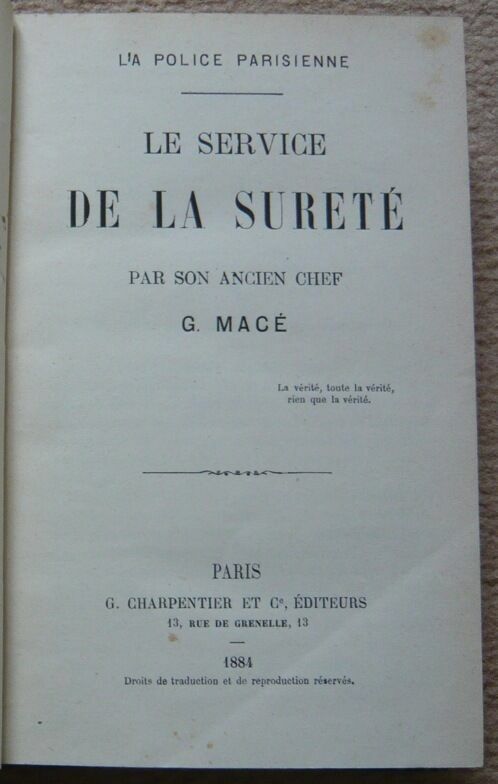 LA POLICE PARISIENNE
LE SERVICE
DE LA SURETÉ
PAR SON ANCIEN CHEF
G. MACÉ
La vérité, toute la vérité,
rien que la vérité.
PARIS
G. CHARPENTIER ET Cᵉ, ÉDITEURS
13, RUE DE GRENELLE, 13
1884
Droits de traduction et de reproduction réservés.